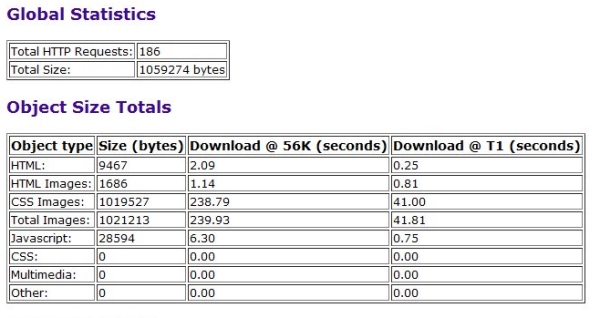 Global Statistics
Total HTTP Requests: 186
Total Size: 1059274 bytes
Object Size Totals
Object type Size (bytes) Download @ 56K (seconds) Download @ T1 (seconds)
HTML: 9467 2.09 0.25
HTML Images: 1686 1.14 0.81
CSS Images: 1019527 238.79 41.00
Total Images: 1021213 239.93 41.81
Javascript: 28594 6.30 0.75
CSS: 0 0.00 0.00
Multimedia: 0 0.00 0.00
Other: 0 0.00 0.00